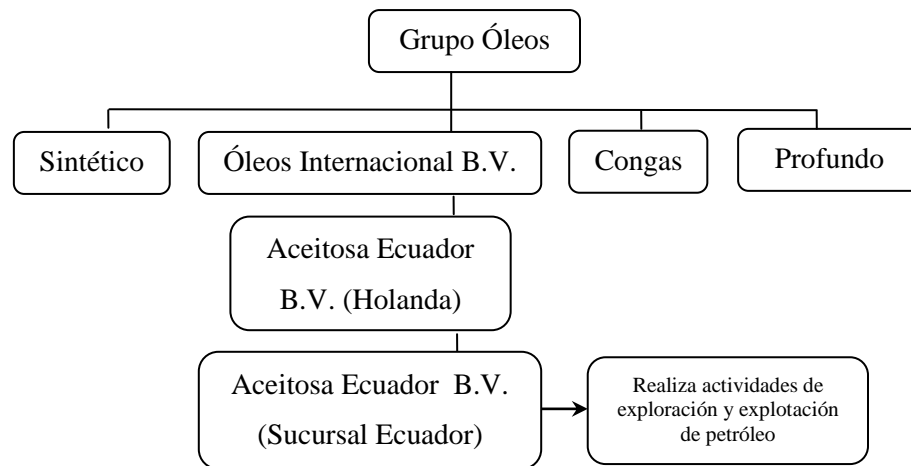 Grupo Óleos
Sintético
Óleos Internacional B.V.
Congas
Profundo
Aceitosa Ecuador
B.V. (Holanda)
Aceitosa Ecuador B.V.
(Sucursal Ecuador)
Realiza actividades de
exploración y explotación
de petróleo